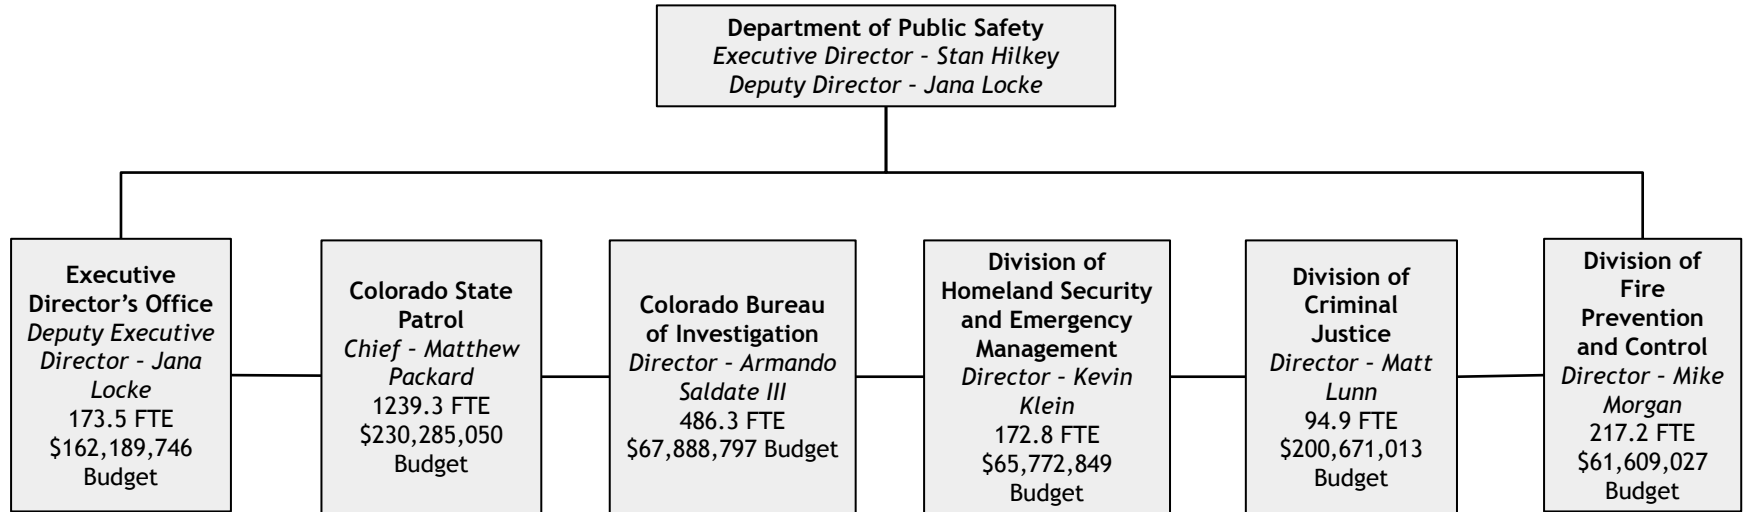 Department of Public Safety
Executive Director – Stan Hilkey
Deputy Director – Jana Locke
Executive
Director’s Office
Deputy Executive
Director – Jana
Locke
173.5 FTE
$162,189,746
Budget
Colorado State
Patrol
Chief – Matthew
Packard
1239.3 FTE
$230,285,050
Budget
Colorado Bureau
of Investigation
Director – Armando
Saldate III
486.3 FTE
$67,888,797 Budget
Division of
Homeland Security
and Emergency
Management
Director – Kevin
Klein
172.8 FTE
$65,772,849
Budget
Division of
Criminal
Justice
Director – Matt
Lunn
94.9 FTE
$200,671,013
Budget
Division of
Fire
Prevention
and Control
Director – Mike
Morgan
217.2 FTE
$61,609,027
Budget